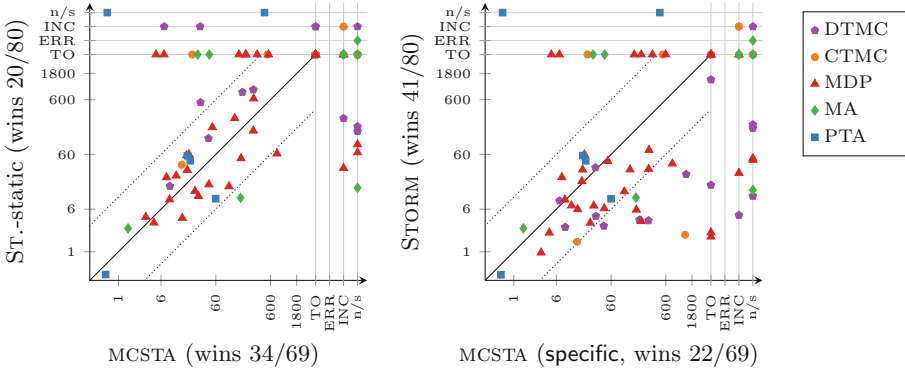 n/s
INC
ERR
TO
1800
600
60
6
1
ST.-STATIC (wins 20/80)
1
6
60
600
1800
TO
ERR
INC
n/s
MCSTA (wins 34/69)
n/s
INC
ERR
TO
1800
600
60
6
1
STORM (wins 41/80)
1
6
60
600
1800
TO
ERR
INC
n/s
MCSTA (specific, wins 22/69)
DTMC
CTMC
MDP
MA
PTA